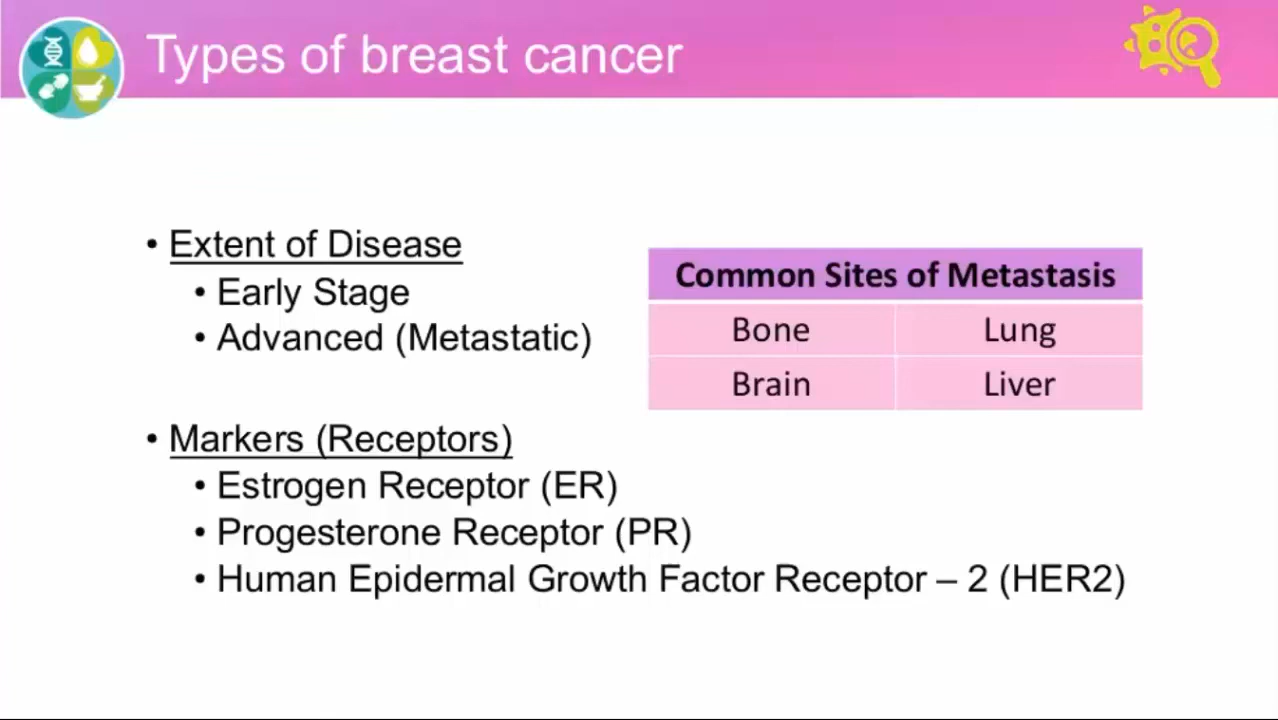 Types of breast cancer
• Extent of Disease
• Early Stage
• Advanced (Metastatic)
Common Sites of Metastasis
Bone Lung
Brain Liver
• Markers (Receptors)
• Estrogen Receptor (ER)
• Progesterone Receptor (PR)
• Human Epidermal Growth Factor Receptor – 2 (HER2)